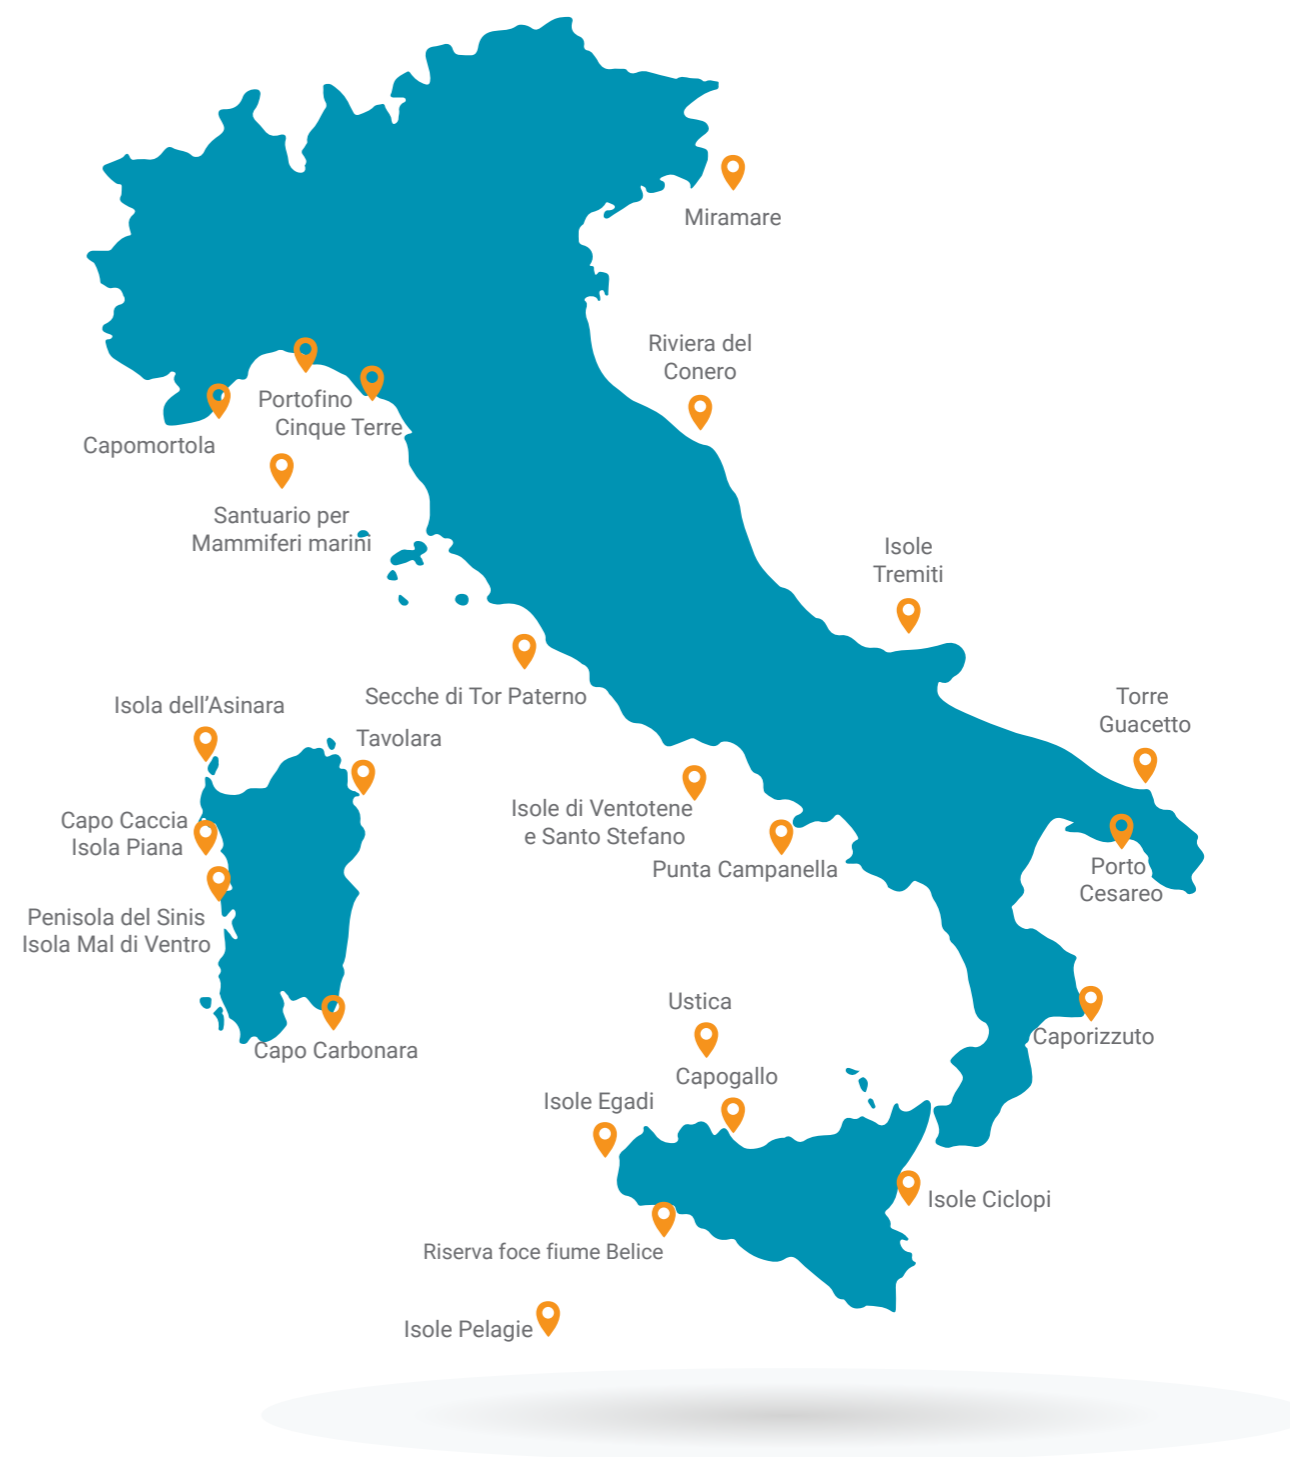 Miramare
Riviera del
Conero
Portofino
Cinque Terre
Capomortola
Santuario per
Mammiferi marini
Isole
Tremiti
Secche di Tor Paterno
Isola dell’Asinara
Tavolara
Torre
Guacetto
Isole di Ventotene
e Santo Stefano
Capo Caccia
Isola Piana
Punta Campanella
Porto
Cesareo
Penisola del Sinis
Isola Mal di Ventro
Ustica
Caporizzuto
Capo Carbonara
Capogallo
Isole Egadi
Isole Ciclopi
Riserva foce fiume Belice
Isole Pelagie